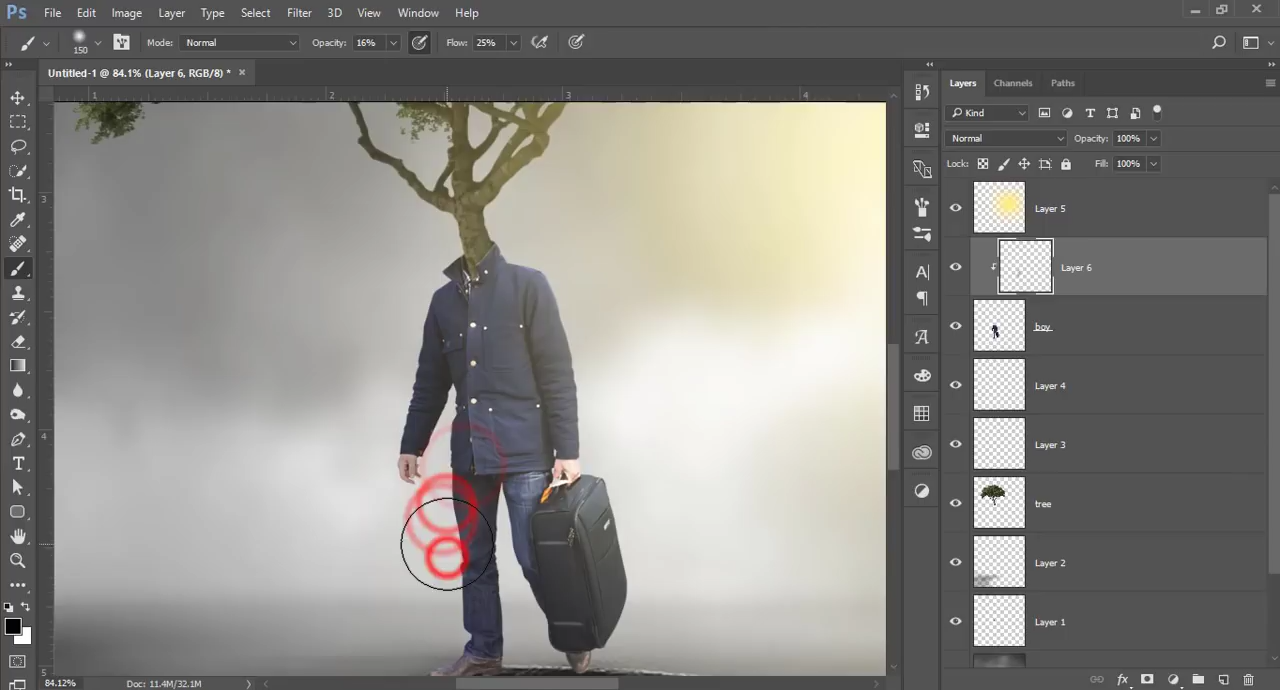 Ps File Edit Image Layer Type Select Filter 3D View Window Help
150 Mode: Normal Opacity: 16% Flow: 25%
Untitled-1 @ 84.1% (Layer 6, RGB/8) * ×
1 2 3 4
3
4
5
Layers Channels Paths
Kind
Normal Opacity: 100%
Lock: Fill: 100%
Layer 5
Layer 6
boy
Layer 4
Layer 3
tree
Layer 2
Layer 1
84.12% Doc: 11.4M/32.1M